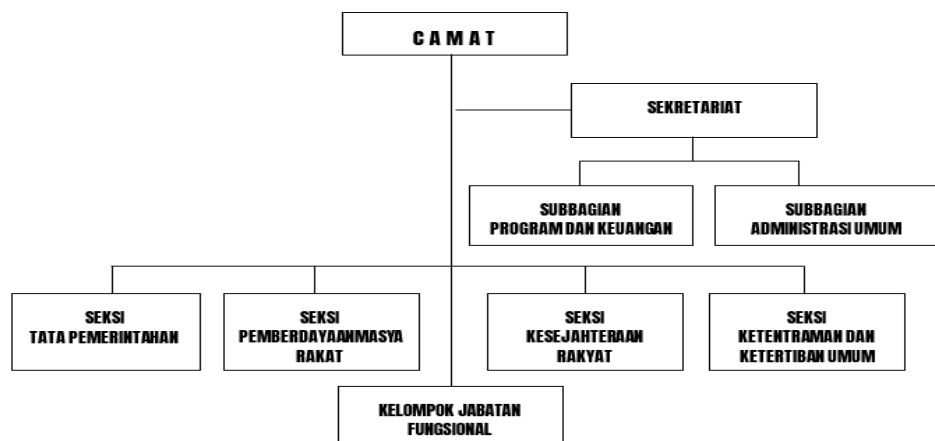 C A M A T
SEKRETARIAT
SUBBAGIAN
PROGRAM DAN KEUANGAN
SUBBAGIAN
ADMINISTRASI UMUM
SEKSI
TATA PEMERINTAHAN
SEKSI
PEMBERDAYAANMASYA
RAKAT
SEKSI
KESEJAHTERAAN
RAKYAT
SEKSI
KETENTRAMAN DAN
KETERTIBAN UMUM
KELOMPOK JABATAN
FUNGSIONAL